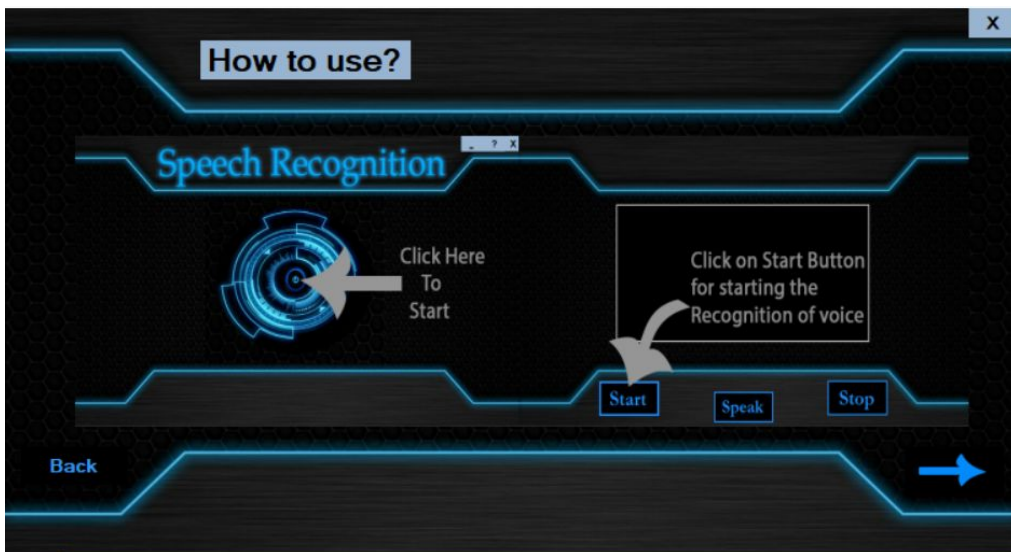 X
How to use?
Speech Recognition
- ? X
Click Here
To
Start
Click on Start Button
for starting the
Recognition of voice
Start
Speak
Stop
Back